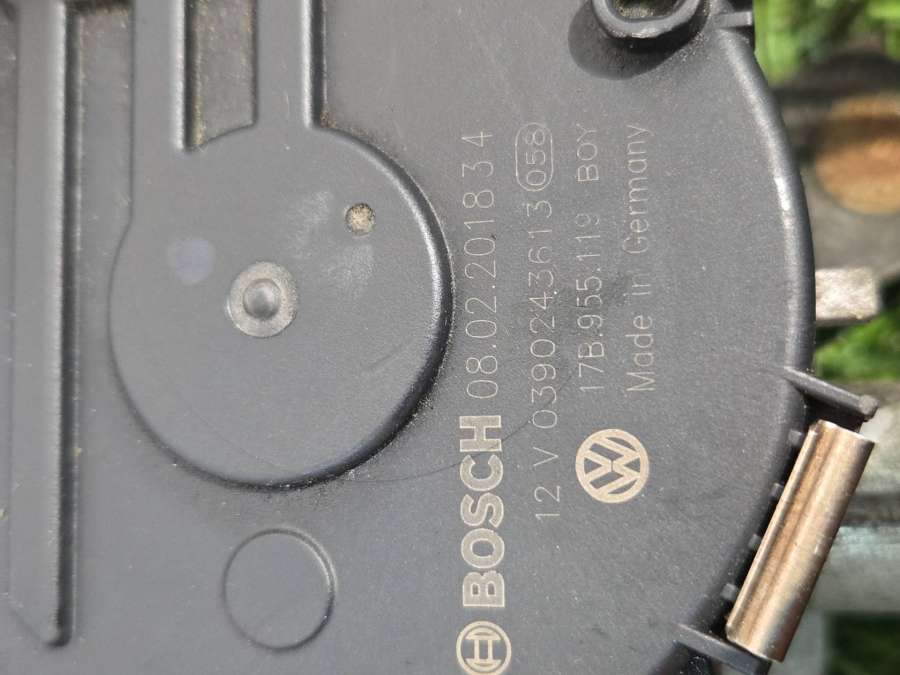 BOSCH 08.02.2018 3 4
12 V 0390243613 058
17B.955.119 BOY
Made in Germany